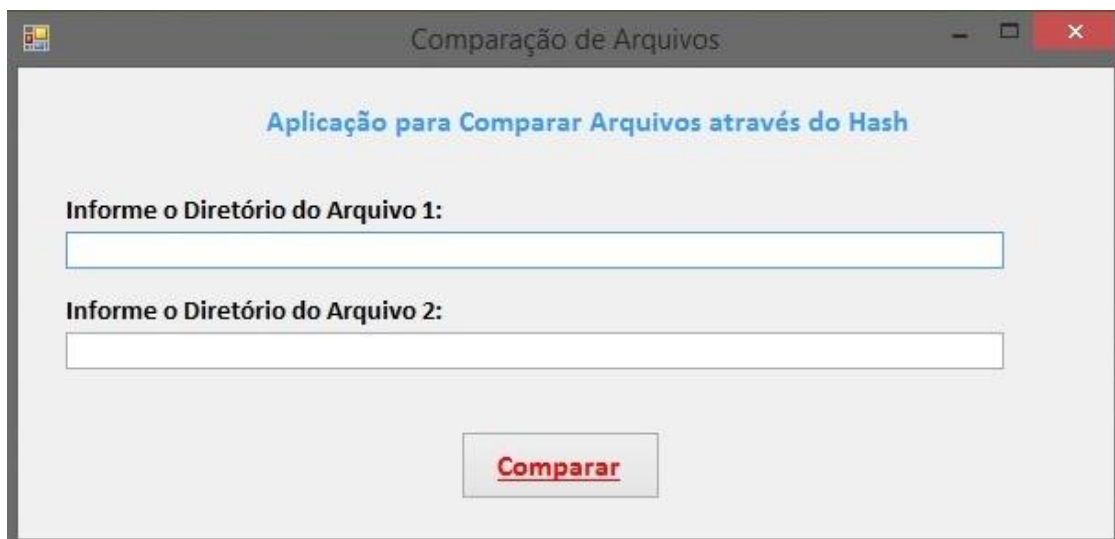 Comparação de Arquivos
Aplicação para Comparar Arquivos através do Hash
Informe o Diretório do Arquivo 1:
Informe o Diretório do Arquivo 2:
Comparar